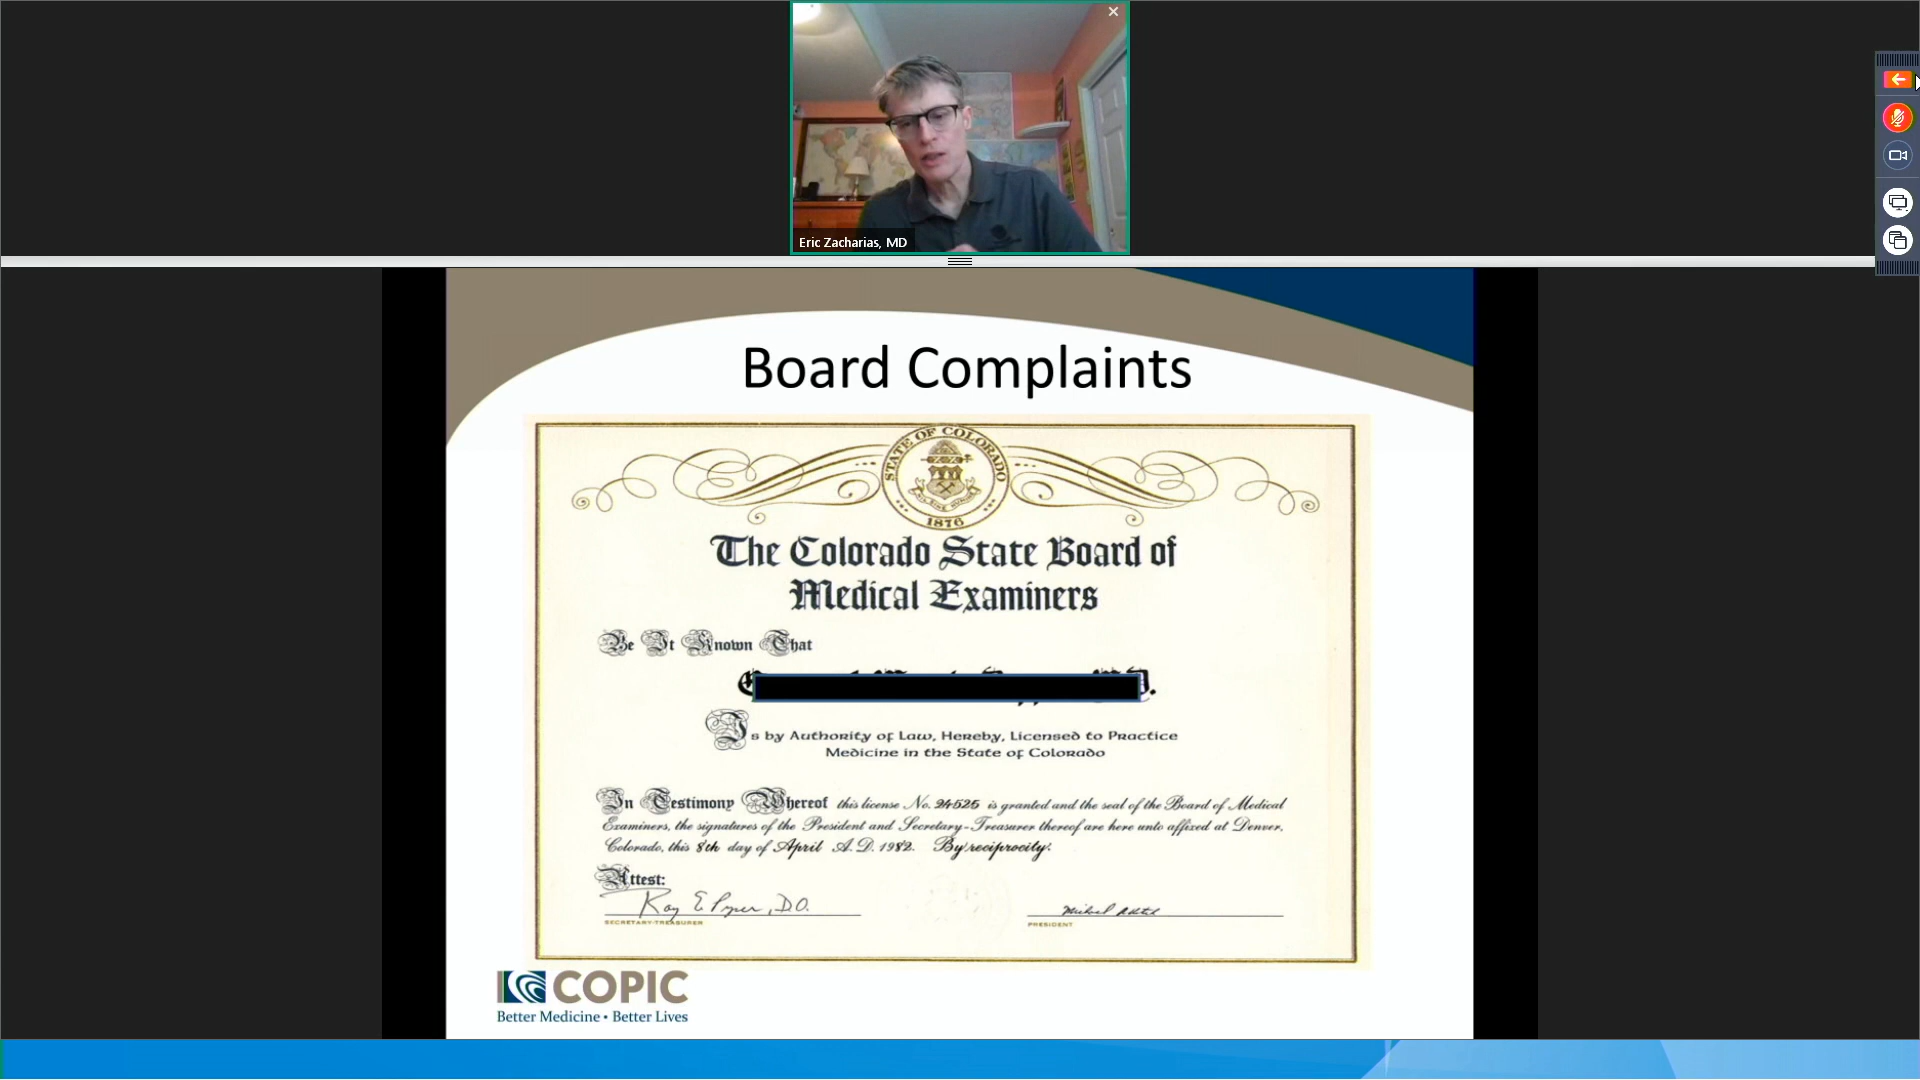 Eric Zacharias, MD
Board Complaints
STATE OF COLORADO
1876
The Colorado State Board of
Medical Examiners
Be It Known That
Is by Authority of Law, Hereby, Licensed to Practice
Medicine in the State of Colorado
In Testimony Whereof this license No. 24525 is granted and the seal of the Board of Medical
Examiners, the signatures of the President and Secretary-Treasurer thereof are here unto affixed at Denver,
Colorado, this 8th day of April A.D. 1982. By reciprocity.
Attest:
D.O.
SECRETARY-TREASURER
PRESIDENT
COPIC
Better Medicine • Better Lives